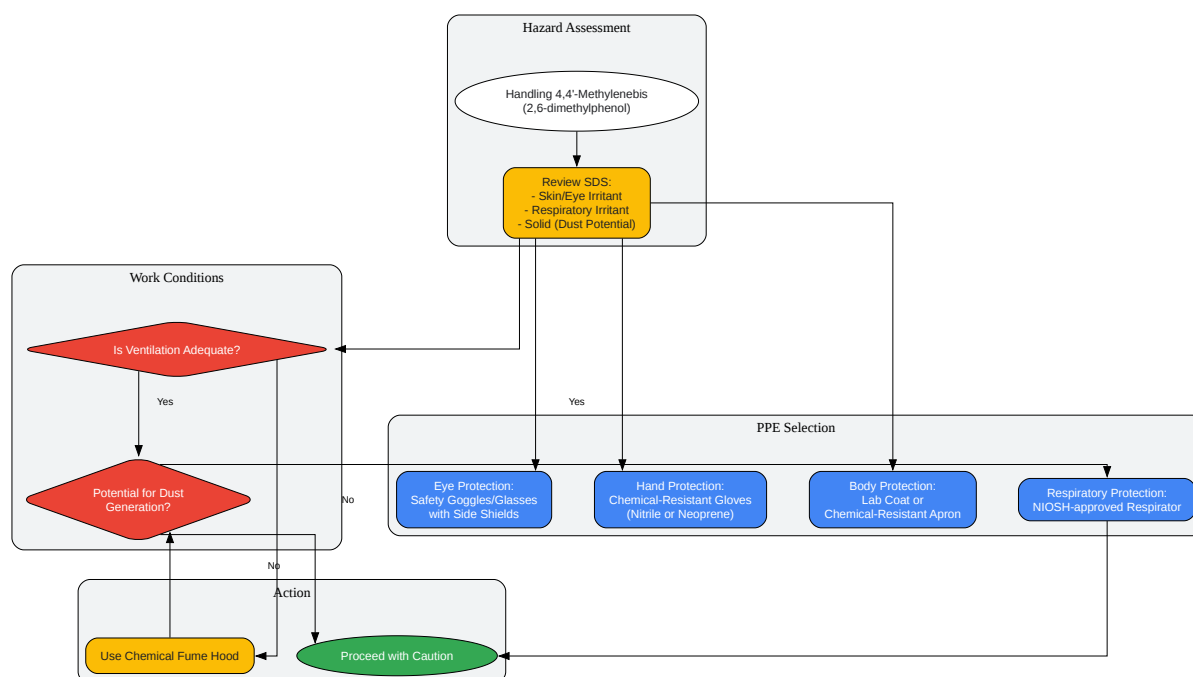 Hazard Assessment
Handling 4,4'-Methylenebis
(2,6-dimethylphenol)
Review SDS:
- Skin/Eye Irritant
- Respiratory Irritant
- Solid (Dust Potential)
Work Conditions
Is Ventilation Adequate?
Yes
Yes
PPE Selection
Potential for Dust
Generation?
No
Eye Protection:
Safety Goggles/Glasses
with Side Shields
Hand Protection:
Chemical-Resistant Gloves
(Nitrile or Neoprene)
Body Protection:
Lab Coat or
Chemical-Resistant Apron
Respiratory Protection:
NIOSH-approved Respirator
No
Action
Use Chemical Fume Hood
Proceed with Caution